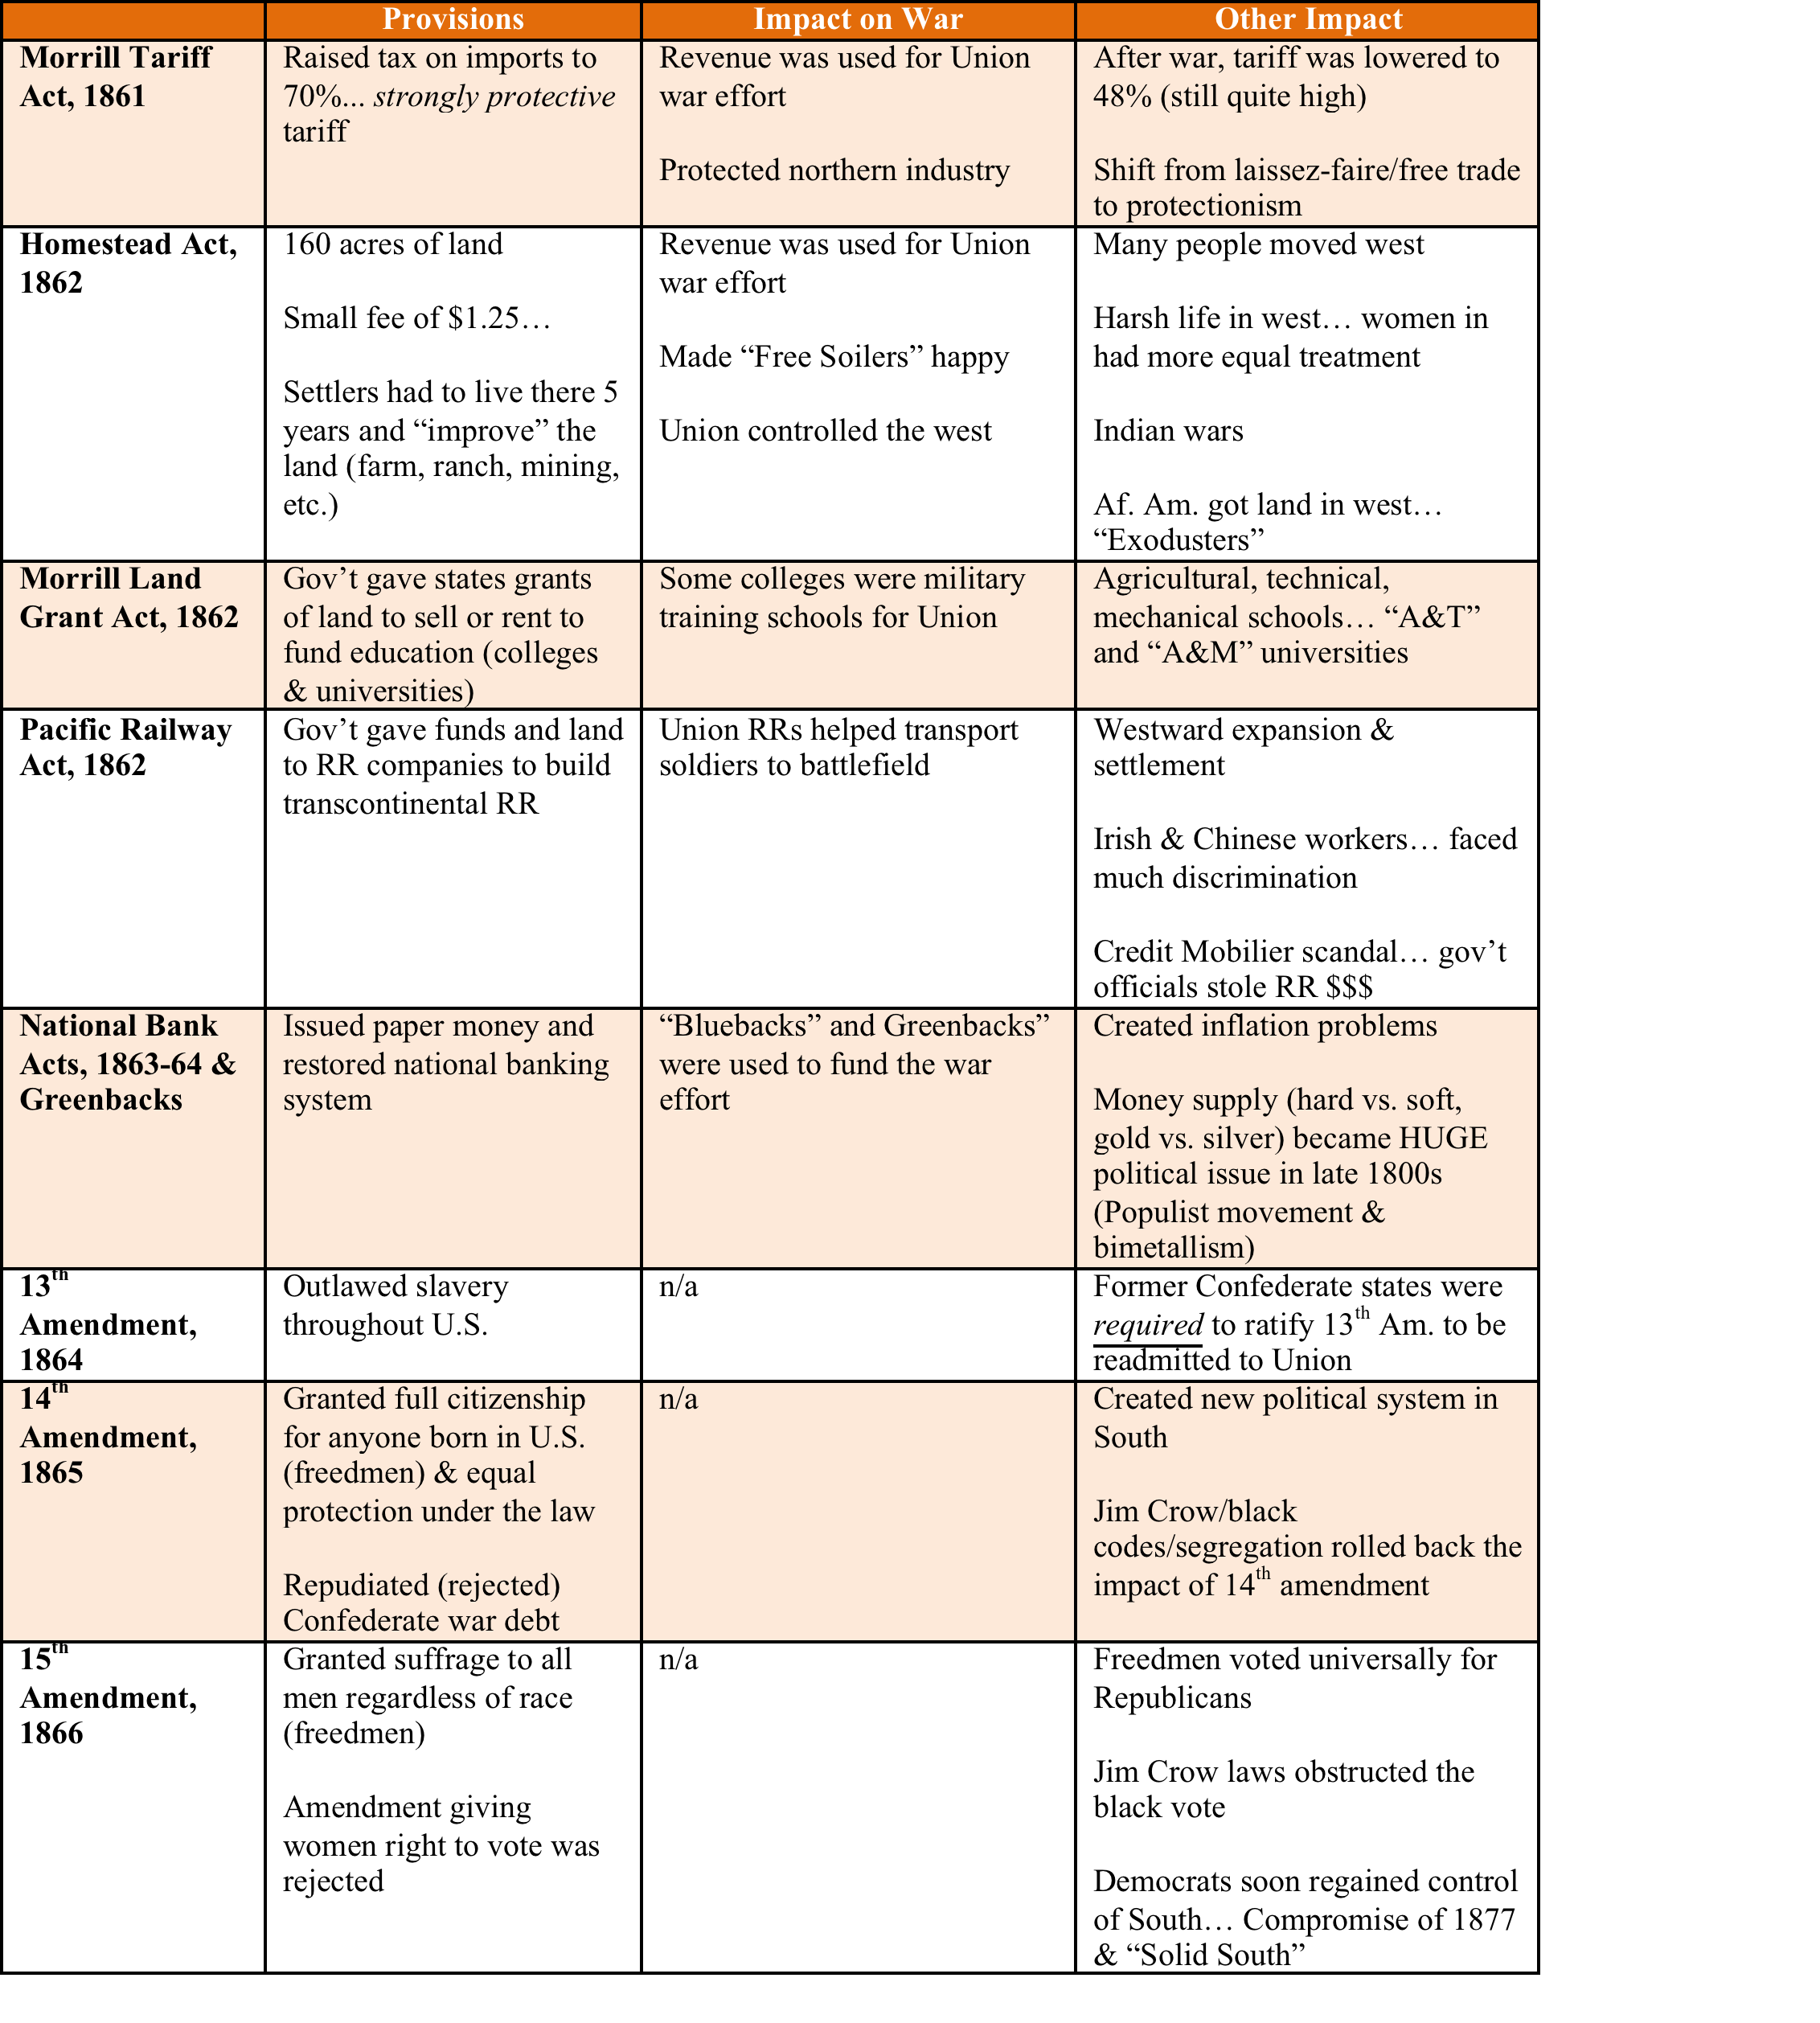 Provisions
Impact on War
Other Impact
Morrill Tariff
Act, 1861
Raised tax on imports to
70%... strongly protective
tariff
Revenue was used for Union
war effort
Protected northern industry
After war, tariff was lowered to
48% (still quite high)
Shift from laissez-faire/free trade
to protectionism
Homestead Act,
1862
160 acres of land
Small fee of $1.25…
Settlers had to live there 5
years and “improve” the
land (farm, ranch, mining,
etc.)
Revenue was used for Union
war effort
Made “Free Soilers” happy
Union controlled the west
Many people moved west
Harsh life in west… women in
had more equal treatment
Indian wars
Af. Am. got land in west…
“Exodusters”
Morrill Land
Grant Act, 1862
Gov’t gave states grants
of land to sell or rent to
fund education (colleges
& universities)
Some colleges were military
training schools for Union
Agricultural, technical,
mechanical schools… “A&T”
and “A&M” universities
Pacific Railway
Act, 1862
Gov’t gave funds and land
to RR companies to build
transcontinental RR
Union RRs helped transport
soldiers to battlefield
Westward expansion &
settlement
Irish & Chinese workers… faced
much discrimination
Credit Mobilier scandal… gov’t
officials stole RR $$$
National Bank
Acts, 1863-64 &
Greenbacks
Issued paper money and
restored national banking
system
“Bluebacks” and Greenbacks”
were used to fund the war
effort
Created inflation problems
Money supply (hard vs. soft,
gold vs. silver) became HUGE
political issue in late 1800s
(Populist movement &
bimetallism)
13th
Amendment,
1864
Outlawed slavery
throughout U.S.
n/a
Former Confederate states were
required to ratify 13th Am. to be
readmitted to Union
14th
Amendment,
1865
Granted full citizenship
for anyone born in U.S.
(freedmen) & equal
protection under the law
Repudiated (rejected)
Confederate war debt
n/a
Created new political system in
South
Jim Crow/black
codes/segregation rolled back the
impact of 14th amendment
15th
Amendment,
1866
Granted suffrage to all
men regardless of race
(freedmen)
Amendment giving
women right to vote was
rejected
n/a
Freedmen voted universally for
Republicans
Jim Crow laws obstructed the
black vote
Democrats soon regained control
of South… Compromise of 1877
& “Solid South”